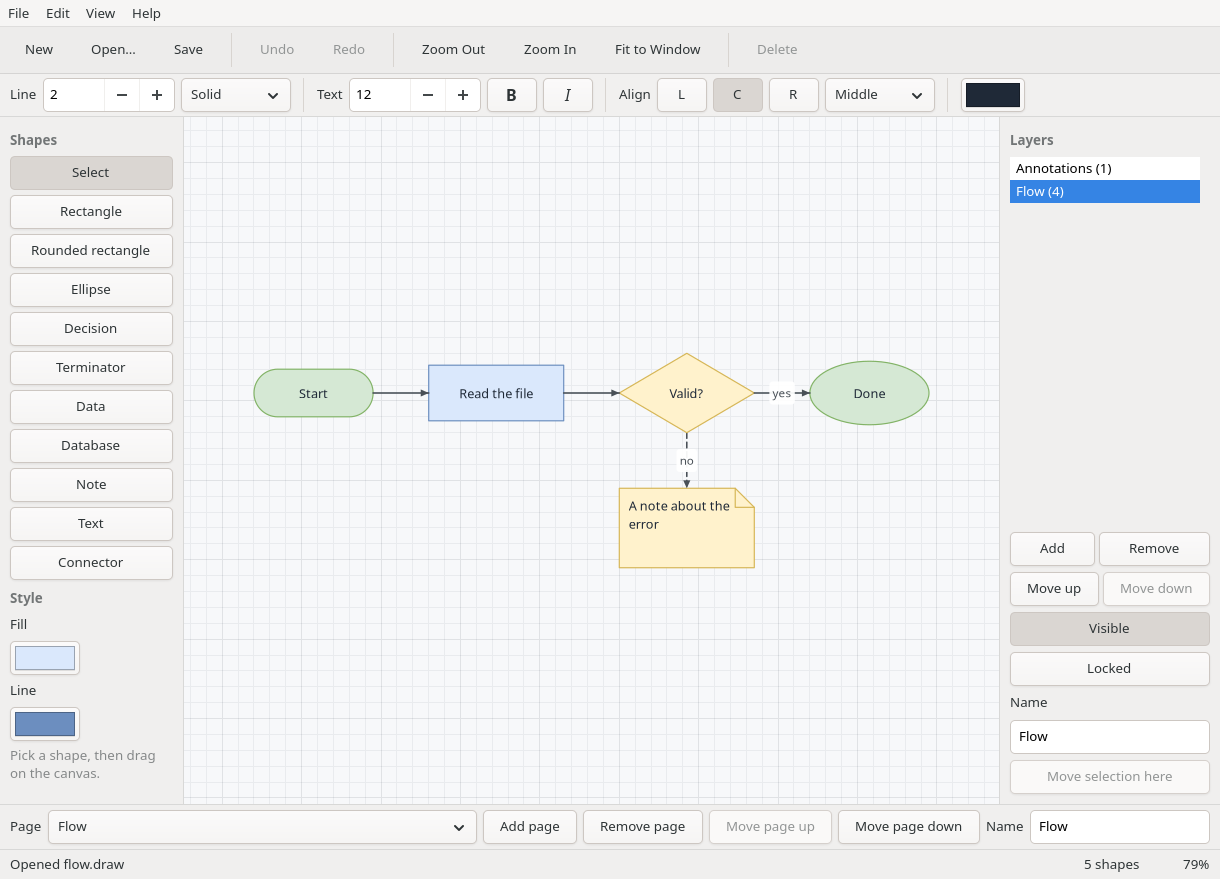 File Edit View Help
New Open... Save Undo Redo Zoom Out Zoom In Fit to Window Delete
Line 2 Solid Text 12 B I Align L C R Middle
Shapes
Select
Rectangle
Rounded rectangle
Ellipse
Decision
Terminator
Data
Database
Note
Text
Connector
Style
Fill
Line
Pick a shape, then drag
on the canvas.
Start
Read the file
Valid?
yes
Done
no
A note about the
error
Layers
Annotations (1)
Flow (4)
Add Remove
Move up Move down
Visible
Locked
Name
Flow
Move selection here
Page Flow Add page Remove page Move page up Move page down Name Flow
Opened flow.draw 5 shapes 79%